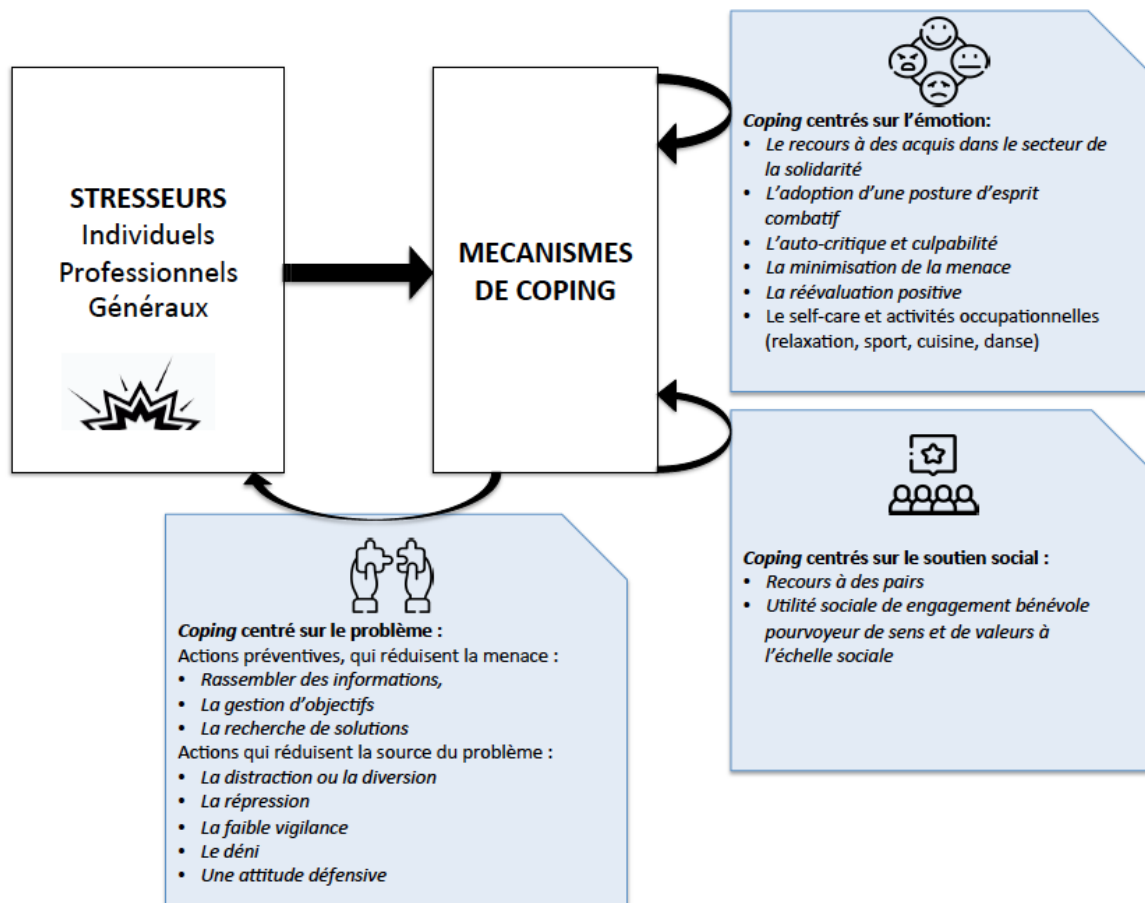 STRESSEURS
Individuels
Professionnels
Généraux
MECANISMES
DE COPING
Coping centrés sur l'émotion:
• Le recours à des acquis dans le secteur de
la solidarité
• L'adoption d'une posture d'esprit
combatif
• L'auto-critique et culpabilité
• La minimisation de la menace
• La réévaluation positive
• Le self-care et activités occupationnelles
(relaxation, sport, cuisine, danse)
Coping centrés sur le soutien social :
• Recours à des pairs
• Utilité sociale de engagement bénévole
pourvoyeur de sens et de valeurs à
l'échelle sociale
Coping centré sur le problème :
Actions préventives, qui réduisent la menace :
• Rassembler des informations,
• La gestion d'objectifs
• La recherche de solutions
Actions qui réduisent la source du problème :
• La distraction ou la diversion
• La répression
• La faible vigilance
• Le déni
• Une attitude défensive